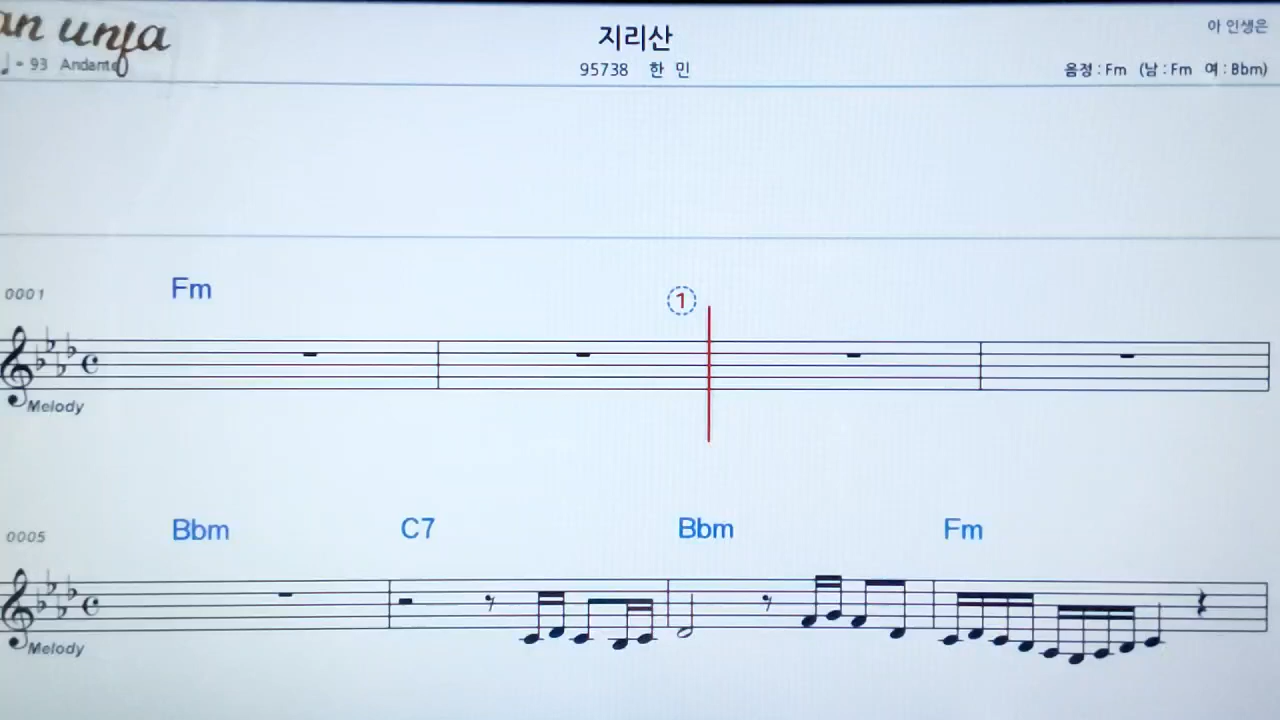 an unfa
아 인생은
지리산
♩ = 93 Andante
95738 한 민
음정 : Fm (남 : Fm 여 : Bbm)
0001
Fm
1
Melody
0005
Bbm C7 Bbm Fm
Melody